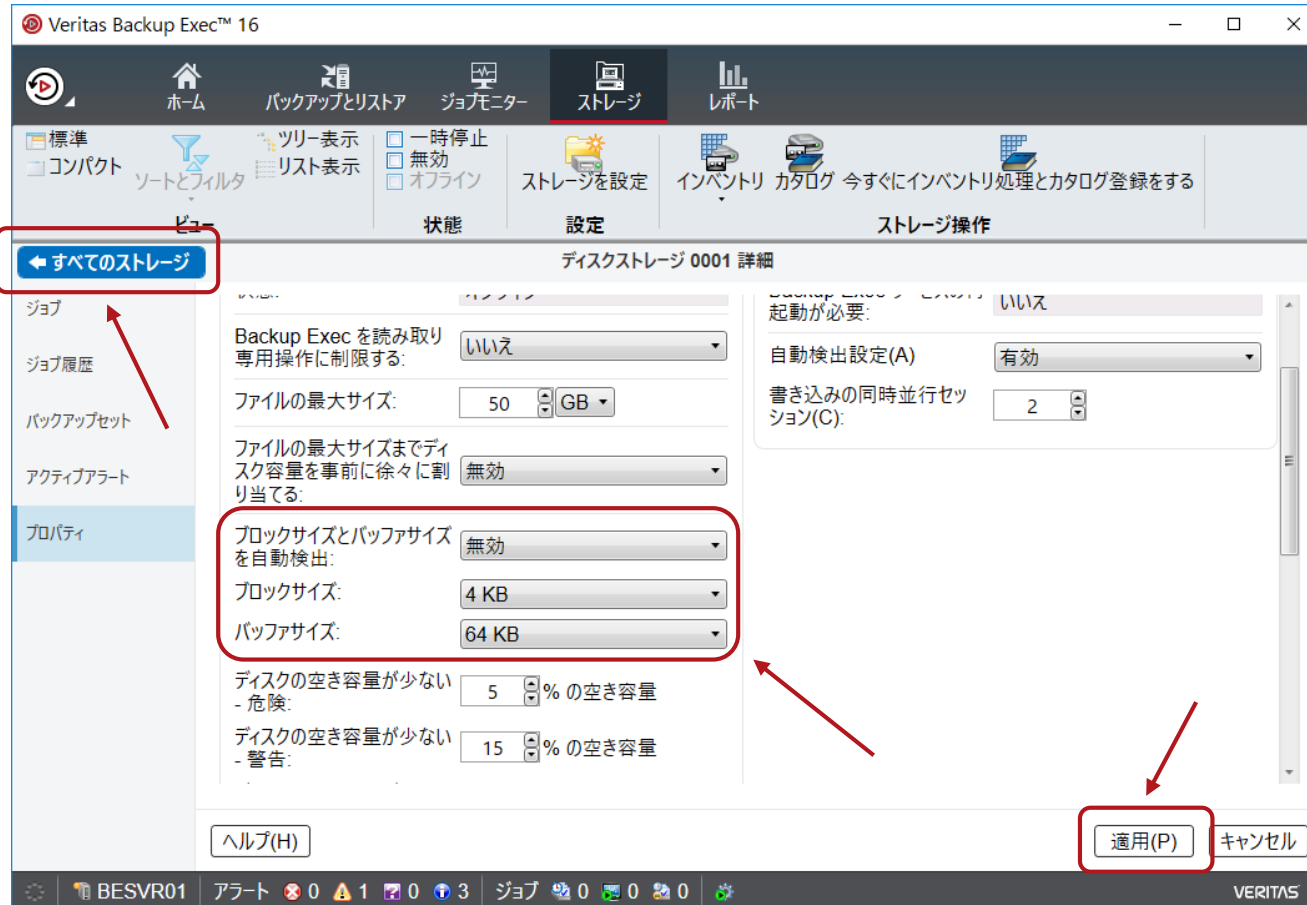 Veritas Backup Exec™ 16
ホーム
バックアップとリストア
ジョブモニター
ストレージ
レポート
標準
コンパクト
ソートとフィルタ
ツリー表示
リスト表示
ビュー
一時停止
無効
オフライン
状態
ストレージを設定
設定
インベントリ
カタログ
今すぐにインベントリ処理とカタログ登録をする
ストレージ操作
すべてのストレージ
ディスクストレージ 0001 詳細
ジョブ
ジョブ履歴
バックアップセット
アクティブアラート
プロパティ
Backup Exec を読み取り
専用操作に制限する:
いいえ
ファイルの最大サイズ:
50
GB
ファイルの最大サイズまでディ
スク容量を事前に徐々に割
り当てる:
無効
ブロックサイズとバッファサイズ
を自動検出:
無効
ブロックサイズ:
4 KB
バッファサイズ:
64 KB
ディスクの空き容量が少ない
- 危険:
5
% の空き容量
ディスクの空き容量が少ない
- 警告:
15
% の空き容量
起動が必要:
いいえ
自動検出設定(A)
有効
書き込みの同時並行セッ
ション(C):
2
ヘルプ(H)
適用(P)
キャンセル
BESVR01
アラート 0 1 0 3
ジョブ 0 0 0
VERITAS